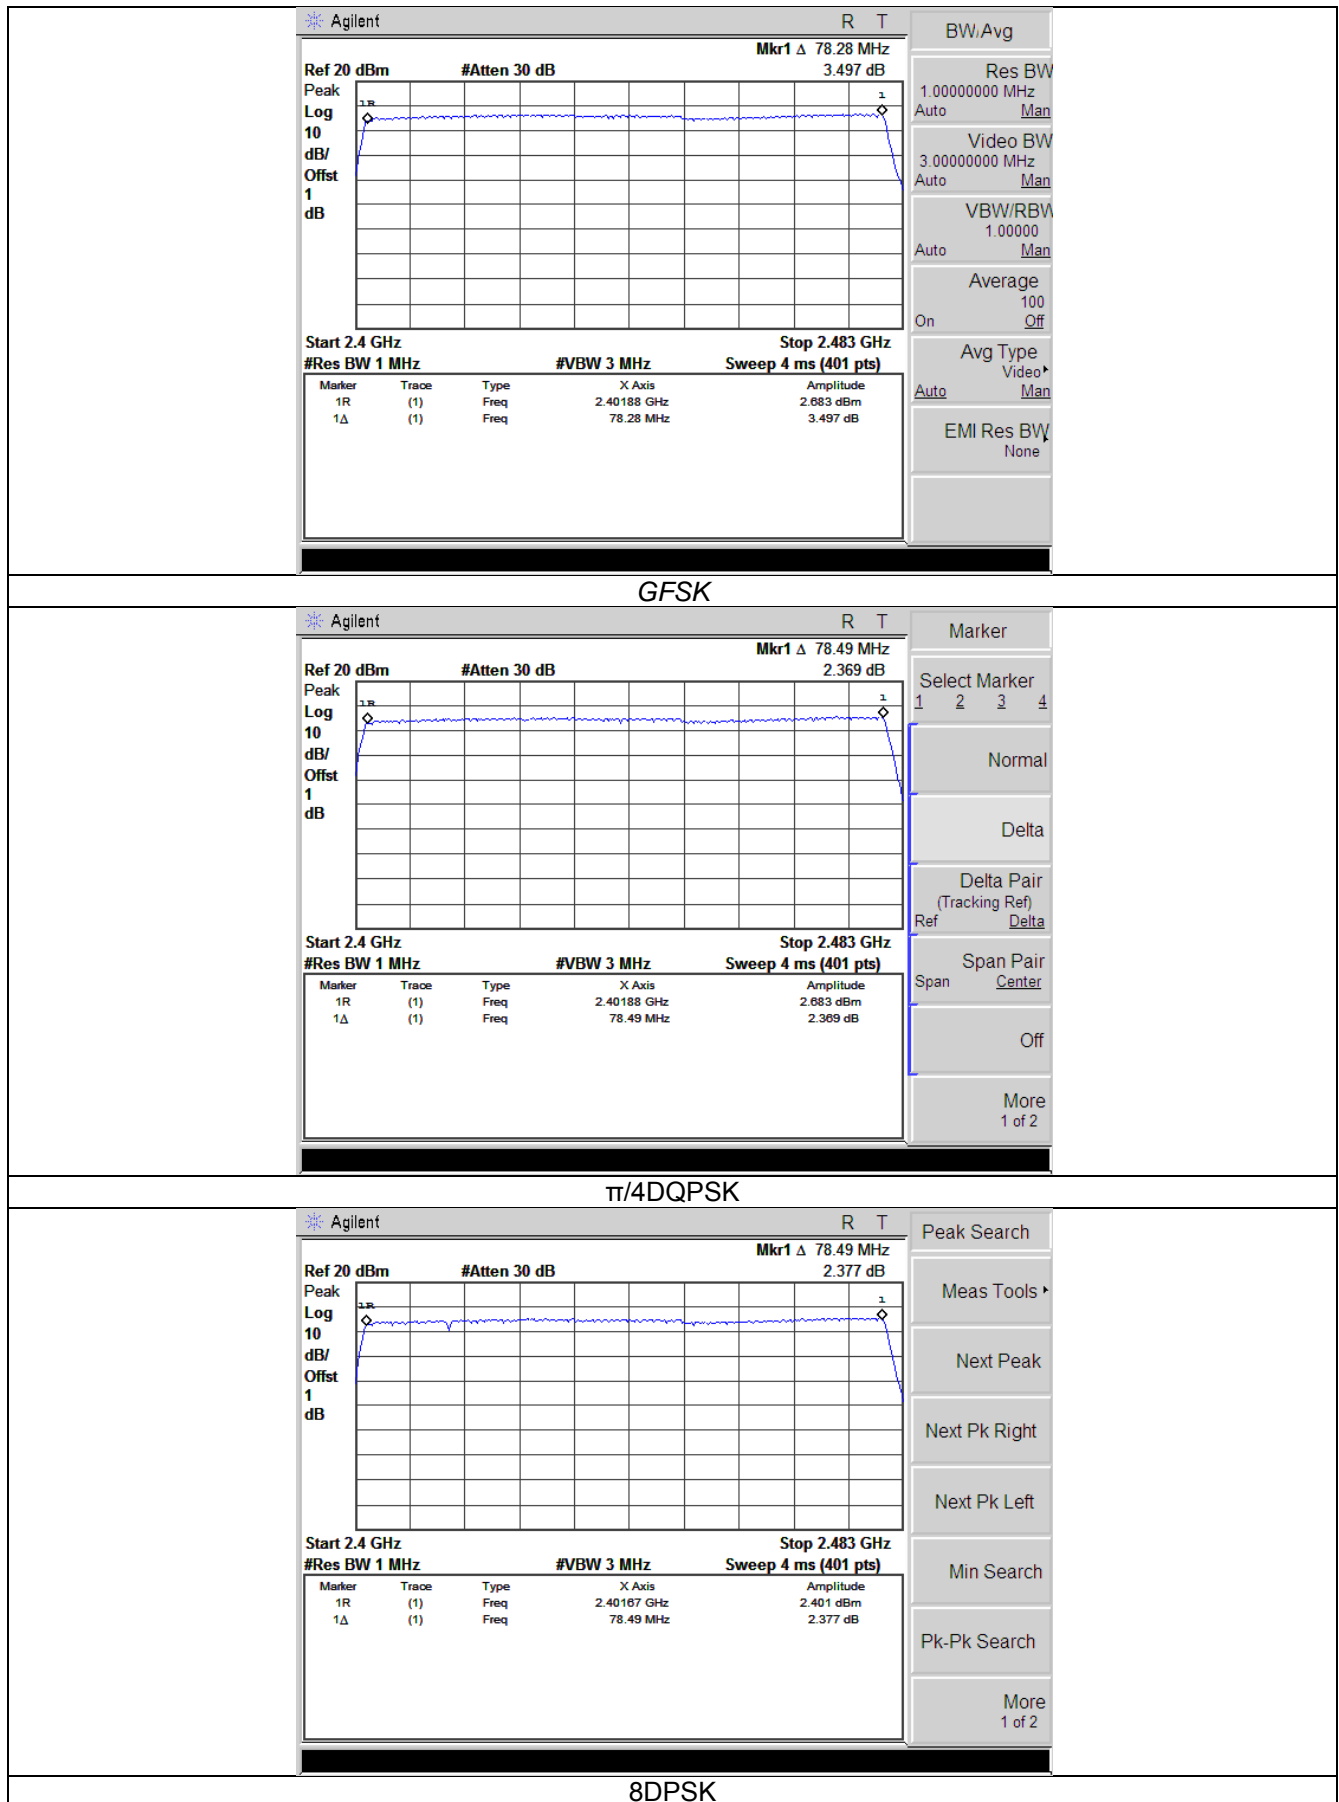 Agilent R T
Mkr1 Δ 78.28 MHz
Ref 20 dBm #Atten 30 dB 3.497 dB
Peak
Log
10
dB/
Offst
1
dB
1R
1
Start 2.4 GHz Stop 2.483 GHz
#Res BW 1 MHz #VBW 3 MHz Sweep 4 ms (401 pts)
Marker Trace Type X Axis Amplitude
1R (1) Freq 2.40188 GHz 2.683 dBm
1Δ (1) Freq 78.28 MHz 3.497 dB
BW/Avg
Res BW
1.00000000 MHz
Auto Man
Video BW
3.00000000 MHz
Auto Man
VBW/RBW
1.00000
Auto Man
Average
100
On Off
Avg Type
Video
Auto Man
EMI Res BW
None
GFSK
Agilent R T
Mkr1 Δ 78.49 MHz
Ref 20 dBm #Atten 30 dB 2.369 dB
Peak
Log
10
dB/
Offst
1
dB
1R
1
Start 2.4 GHz Stop 2.483 GHz
#Res BW 1 MHz #VBW 3 MHz Sweep 4 ms (401 pts)
Marker Trace Type X Axis Amplitude
1R (1) Freq 2.40188 GHz 2.683 dBm
1Δ (1) Freq 78.49 MHz 2.369 dB
Marker
Select Marker
1 2 3 4
Normal
Delta
Delta Pair
(Tracking Ref)
Ref Delta
Span Pair
Span Center
Off
More
1 of 2
π/4DQPSK
Agilent R T
Mkr1 Δ 78.49 MHz
Ref 20 dBm #Atten 30 dB 2.377 dB
Peak
Log
10
dB/
Offst
1
dB
1R
1
Start 2.4 GHz Stop 2.483 GHz
#Res BW 1 MHz #VBW 3 MHz Sweep 4 ms (401 pts)
Marker Trace Type X Axis Amplitude
1R (1) Freq 2.40167 GHz 2.401 dBm
1Δ (1) Freq 78.49 MHz 2.377 dB
Peak Search
Meas Tools
Next Peak
Next Pk Right
Next Pk Left
Min Search
Pk-Pk Search
More
1 of 2
8DPSK